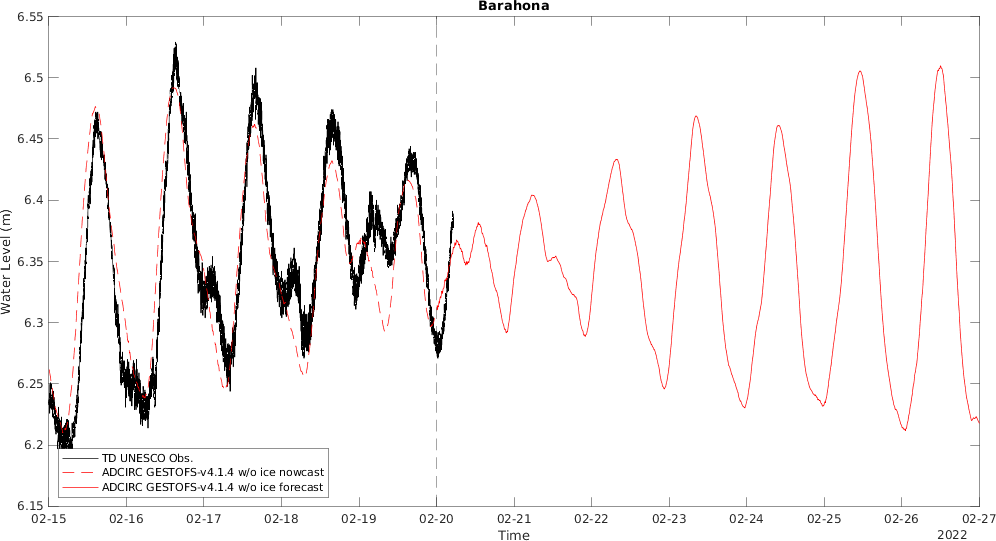 Barahona
6.55
6.5
6.45
6.4
6.35
6.3
6.25
6.2
6.15
Water Level (m)
TD UNESCO Obs.
ADCIRC GESTOFS-v4.1.4 w/o ice nowcast
ADCIRC GESTOFS-v4.1.4 w/o ice forecast
02-15 02-16 02-17 02-18 02-19 02-20 02-21 02-22 02-23 02-24 02-25 02-26 02-27
Time
2022